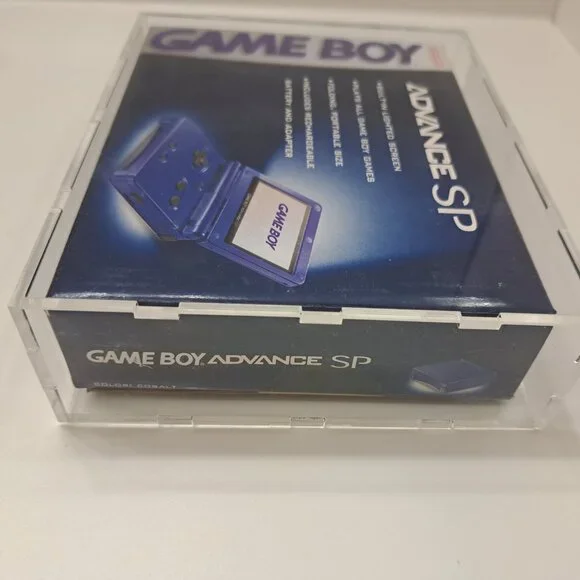 GAME BOY
ADVANCE SP
•BUILT-IN LIGHTED SCREEN
•PLAYS ALL GAME BOY GAMES
•FOLDING, PORTABLE SIZE
•INCLUDES RECHARGEABLE
BATTERY AND ADAPTER
GAME BOY
GAME BOY ADVANCE SP
COLOR: COBALT